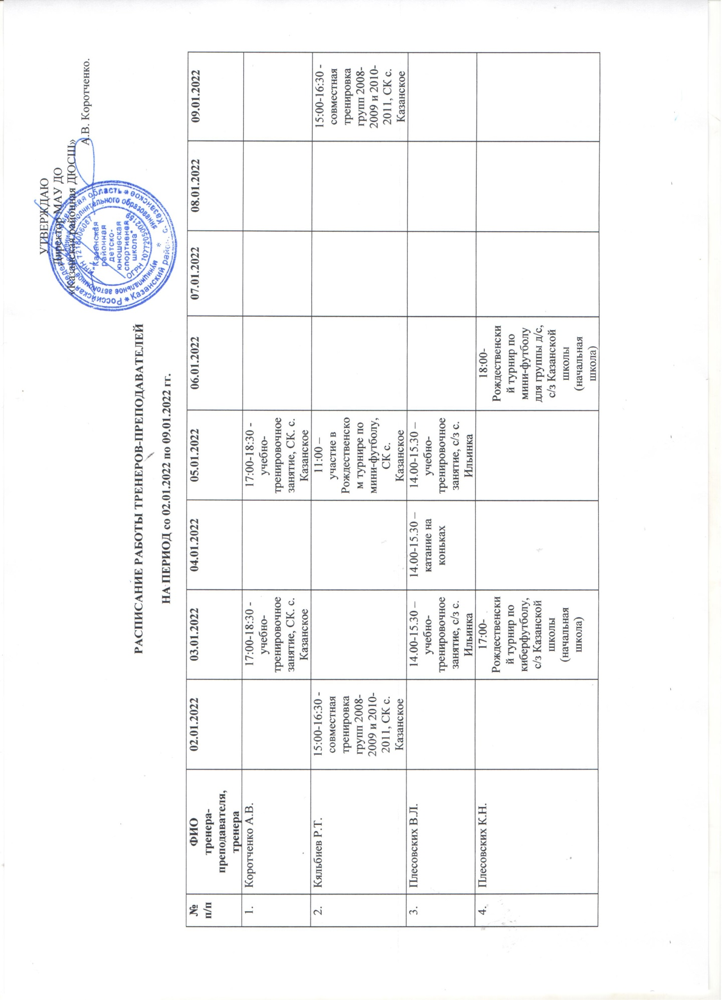 УТВЕРЖДАЮ
Директор МАУ ДО
«Казанская районная ДЮСШ»
А.В. Коротченко.
Российская
Казанский район. с. Казанское
муниципальное автономное
дополнительного образования
ИНН 7218006067
ОГРН 1077205002159
"Казанская
районная
детско-
юношеская
спортивная
школа"
РАСПИСАНИЕ РАБОТЫ ТРЕНЕРОВ-ПРЕПОДАВАТЕЛЕЙ
НА ПЕРИОД со 02.01.2022 по 09.01.2022 гг.
№
п/п
ФИО
тренера-
преподавателя,
тренера
02.01.2022
03.01.2022
04.01.2022
05.01.2022
06.01.2022
07.01.2022
08.01.2022
09.01.2022
1.
Коротченко А.В.
17:00-18:30 -
учебно-
тренировочное
занятие, СК. с.
Казанское
17:00-18:30 -
учебно-
тренировочное
занятие, СК. с.
Казанское
2.
Кяльбиев Р.Т.
15:00-16:30 -
совместная
тренировка
групп 2008-
2009 и 2010-
2011, СК с.
Казанское
11:00 –
участие в
Рождественско
м турнире по
мини-футболу,
СК с.
Казанское
15:00-16:30 -
совместная
тренировка
групп 2008-
2009 и 2010-
2011, СК с.
Казанское
3.
Плесовских В.Л.
14.00-15.30 –
учебно-
тренировочное
занятие, с/з с.
Ильинка
14.00-15.30 –
катание на
коньках
14.00-15.30 –
учебно-
тренировочное
занятие, с/з с.
Ильинка
4.
Плесовских К.Н.
17:00-
Рождественски
й турнир по
киберфутболу,
с/з Казанской
школы
(начальная
школа)
18:00-
Рождественски
й турнир по
мини-футболу
для группы д/с,
с/з Казанской
школы
(начальная
школа)